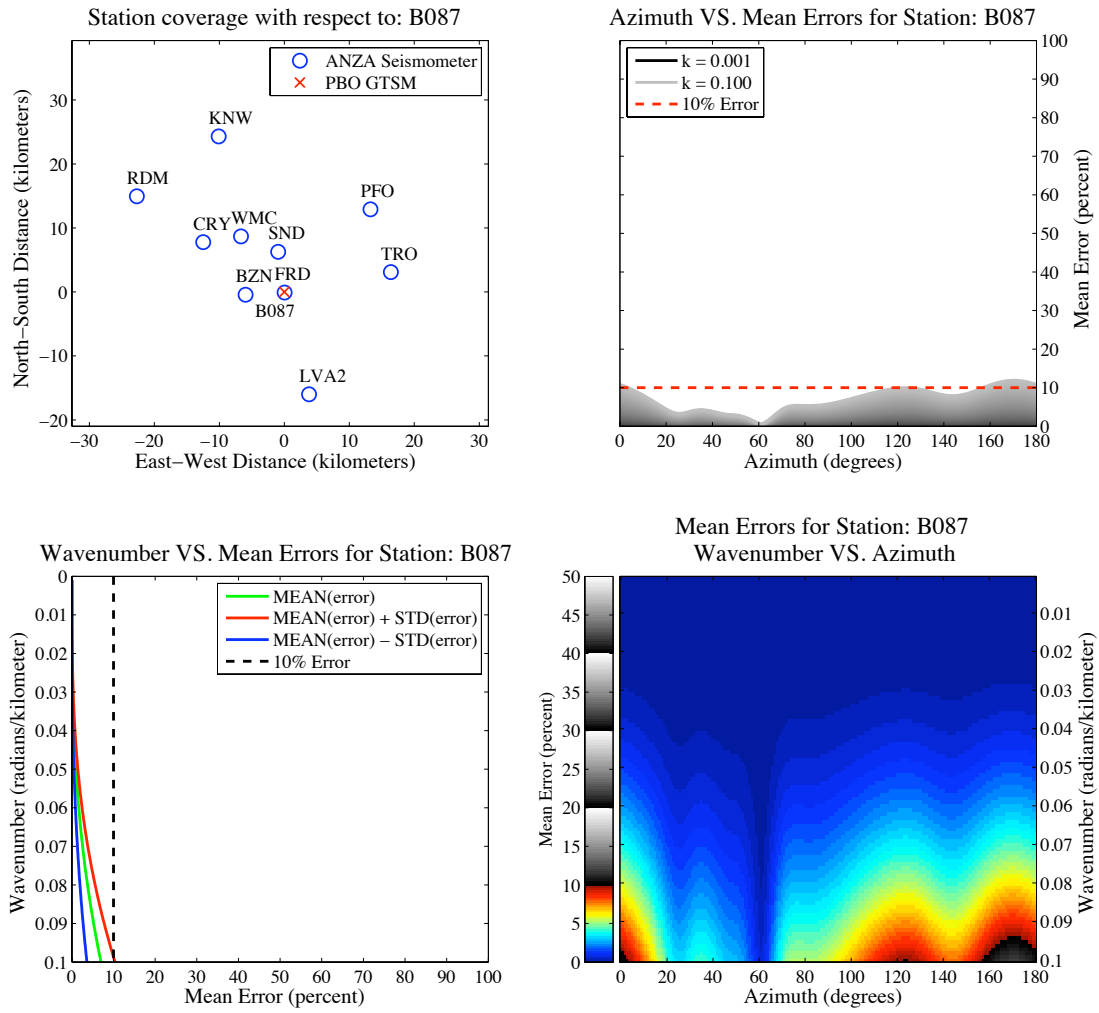 Station coverage with respect to: B087
North−South Distance (kilometers)
30
20
10
0
−10
−20
ANZA Seismometer
PBO GTSM
KNW
RDM
PFO
CRY WMC
SND
TRO
BZN FRD
B087
LVA2
−30 −20 −10 0 10 20 30
East−West Distance (kilometers)
Azimuth VS. Mean Errors for Station: B087
k = 0.001
k = 0.100
10% Error
100
90
80
70
60
50
40
30
20
10
0
Mean Error (percent)
0 20 40 60 80 100 120 140 160 180
Azimuth (degrees)
Wavenumber VS. Mean Errors for Station: B087
Wavenumber (radians/kilometer)
0
0.01
0.02
0.03
0.04
0.05
0.06
0.07
0.08
0.09
0.1
MEAN(error)
MEAN(error) + STD(error)
MEAN(error) − STD(error)
10% Error
0 10 20 30 40 50 60 70 80 90 100
Mean Error (percent)
Mean Errors for Station: B087
Wavenumber VS. Azimuth
Mean Error (percent)
50
45
40
35
30
25
20
15
10
5
0
0.01
0.02
0.03
0.04
0.05
0.06
0.07
0.08
0.09
0.1
Wavenumber (radians/kilometer)
0 20 40 60 80 100 120 140 160 180
Azimuth (degrees)